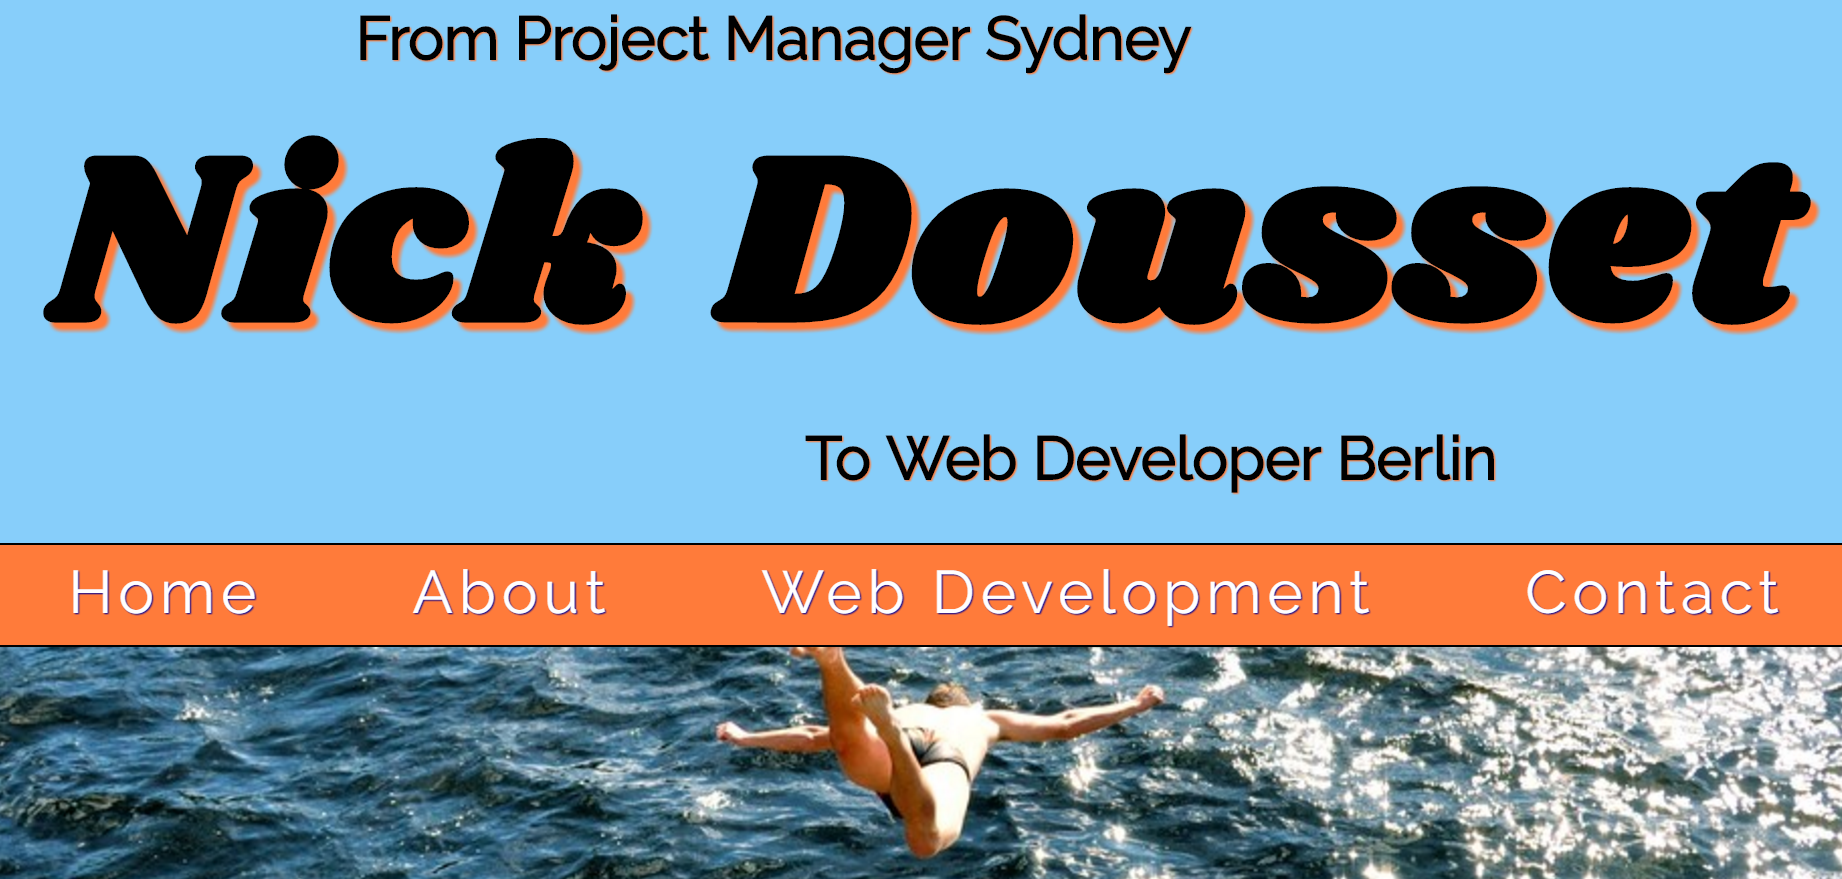 From Project Manager Sydney
Nick Dousset
To Web Developer Berlin
Home About Web Development Contact